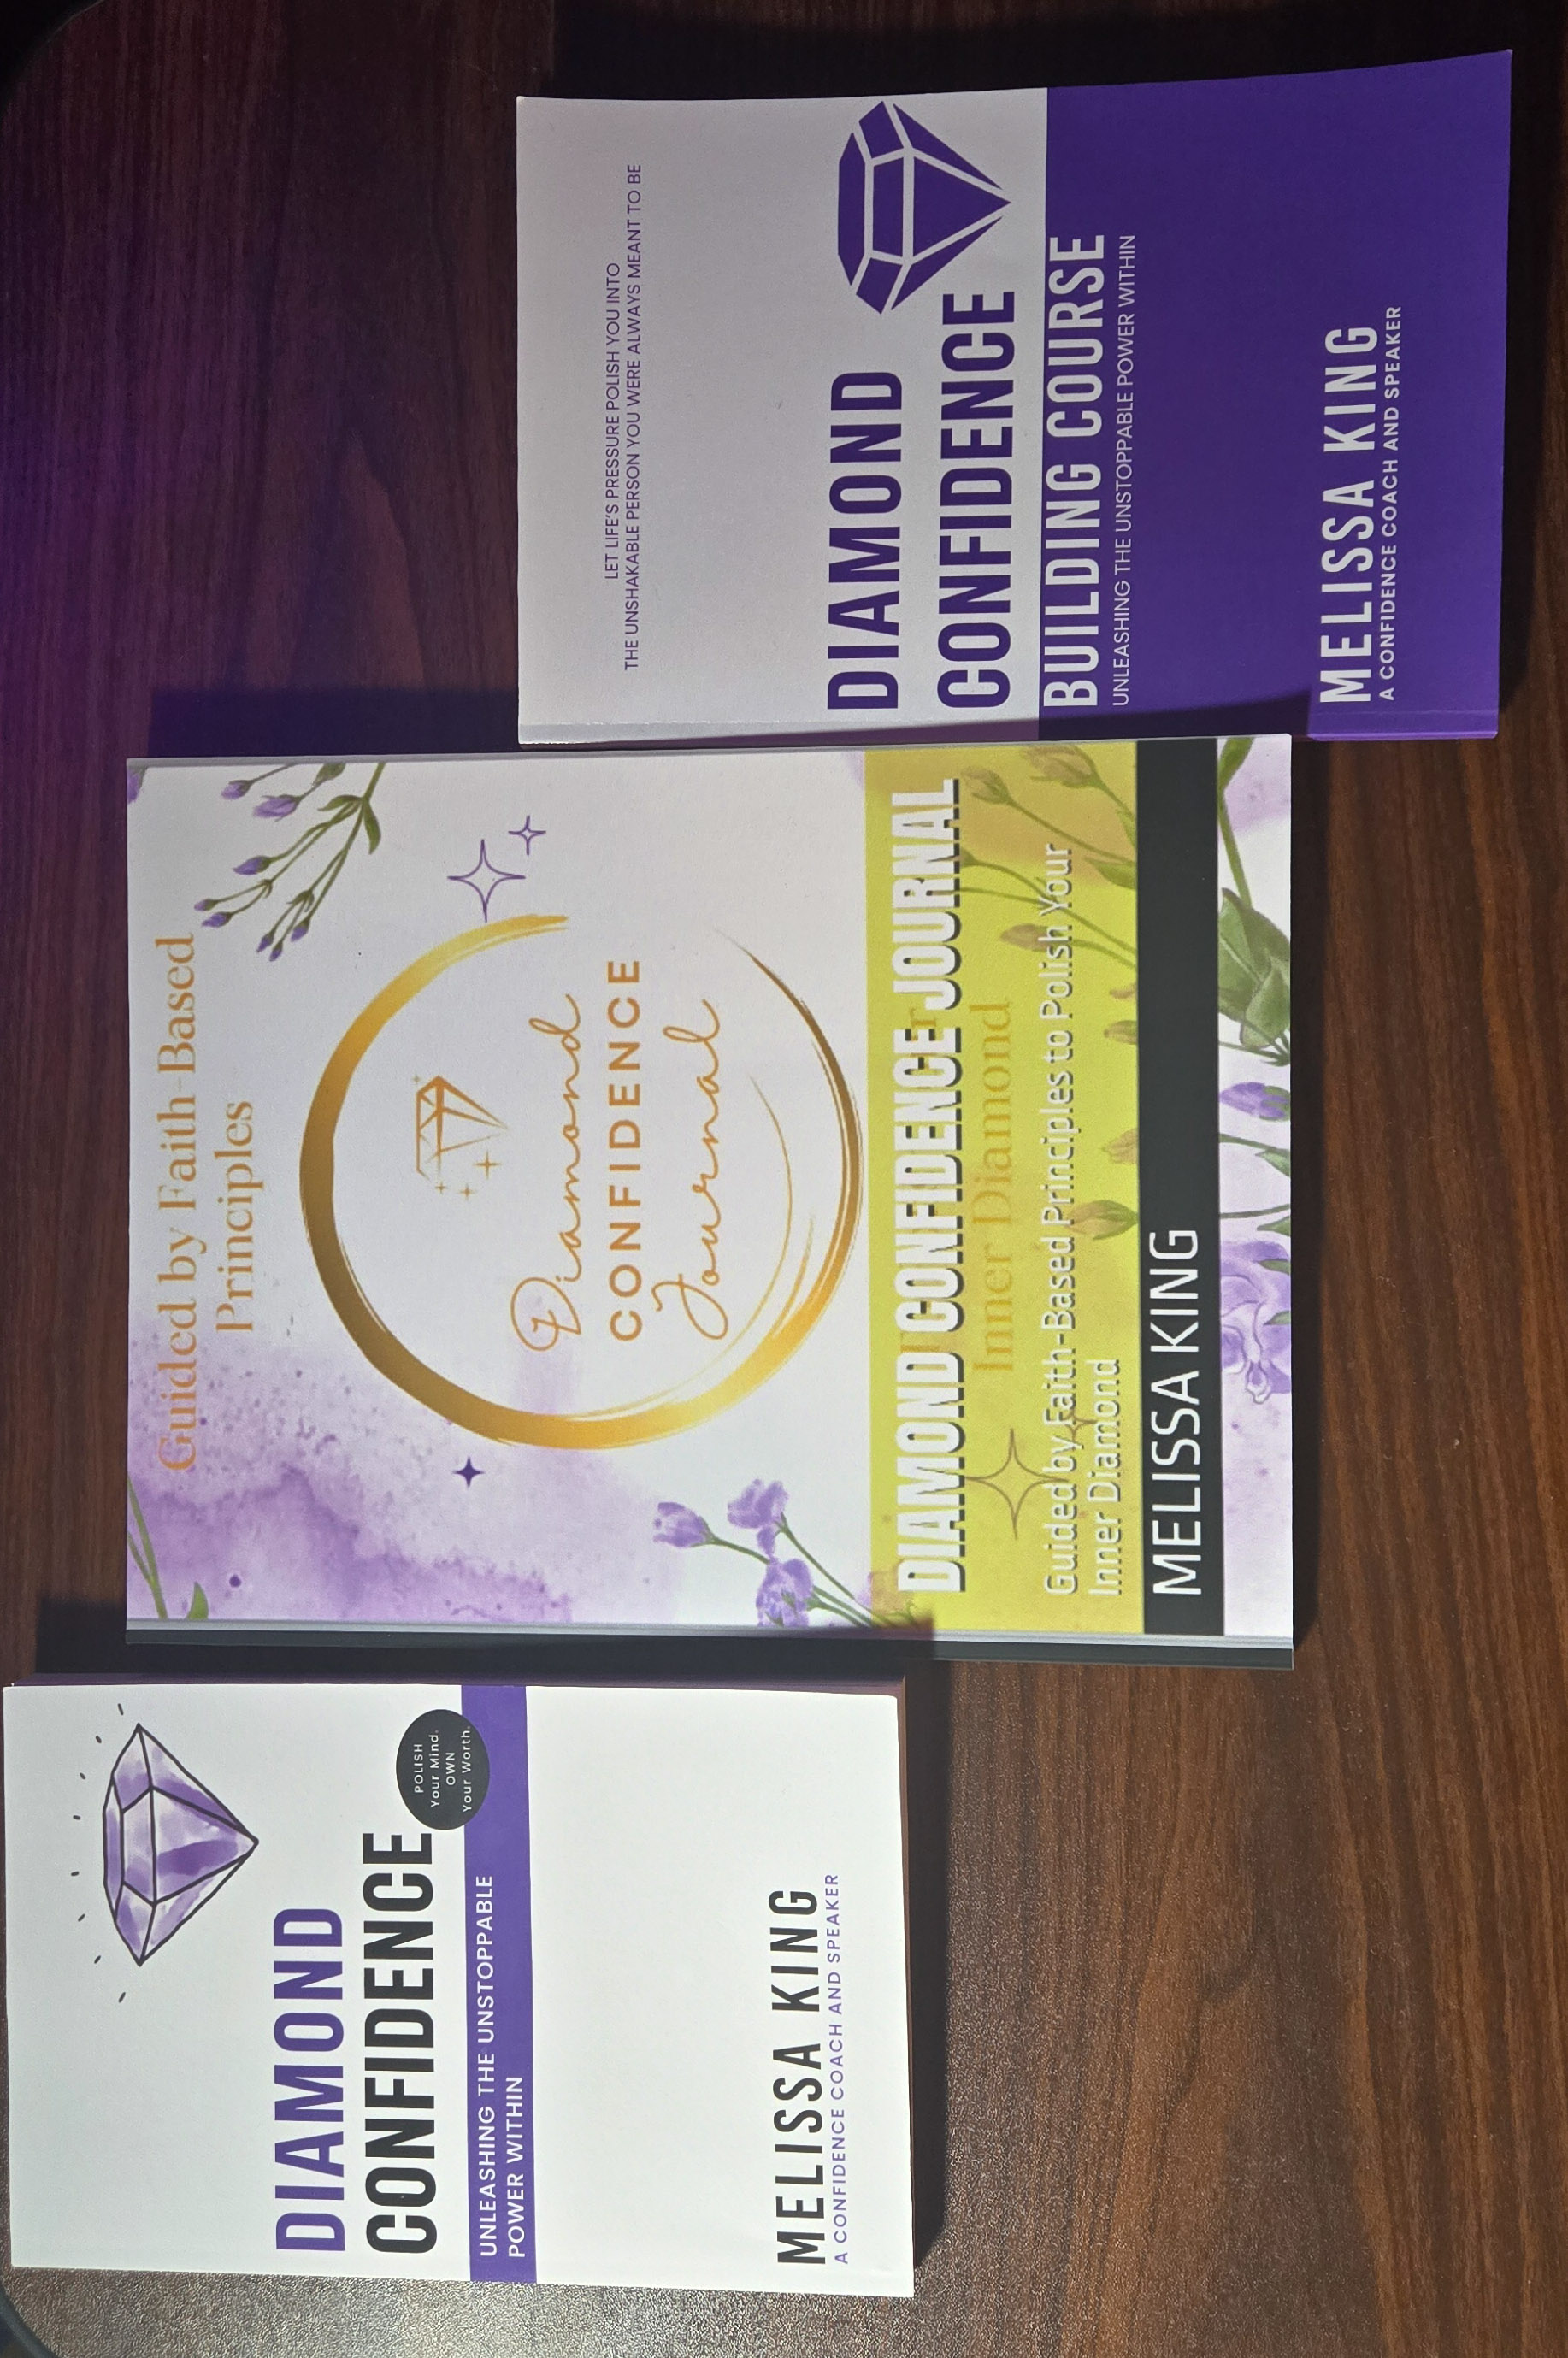 DIAMOND
CONFIDENCE
POLISH
Your Mind.
OWN
Your Worth.
UNLEASHING THE UNSTOPPABLE
POWER WITHIN
MELISSA KING
A CONFIDENCE COACH AND SPEAKER
Guided by Faith-Based
Principles
Diamond
CONFIDENCE
Journal
DIAMOND CONFIDENCE JOURNAL
Inner Diamond
Guided by Faith-Based Principles to Polish Your
Inner Diamond
MELISSA KING
LET LIFE'S PRESSURE POLISH YOU INTO
THE UNSHAKABLE PERSON YOU WERE ALWAYS MEANT TO BE
DIAMOND
CONFIDENCE
BUILDING COURSE
UNLEASHING THE UNSTOPPABLE POWER WITHIN
MELISSA KING
A CONFIDENCE COACH AND SPEAKER